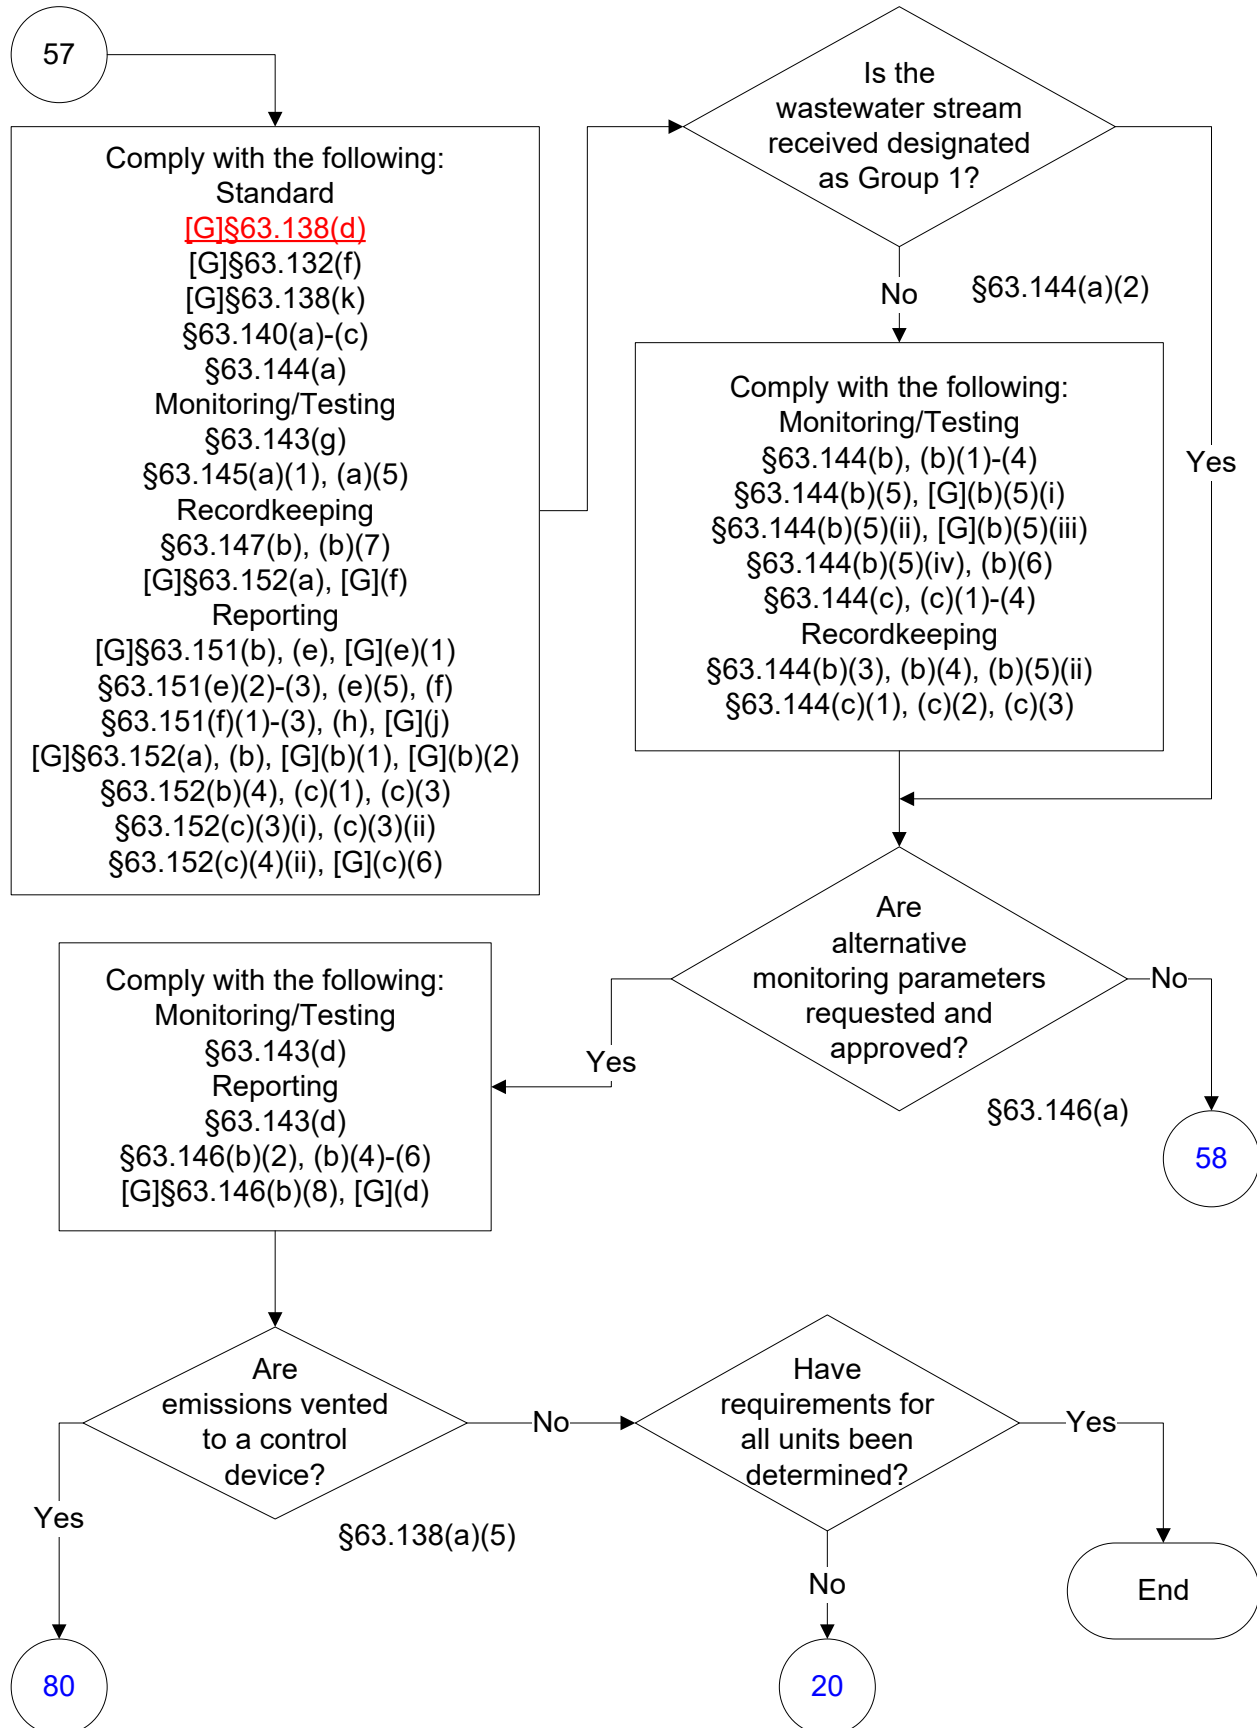 57
Comply with the following:
Standard
[G]§63.138(d)
[G]§63.132(f)
[G]§63.138(k)
§63.140(a)-(c)
§63.144(a)
Monitoring/Testing
§63.143(g)
§63.145(a)(1), (a)(5)
Recordkeeping
§63.147(b), (b)(7)
[G]§63.152(a), [G](f)
Reporting
[G]§63.151(b), (e), [G](e)(1)
§63.151(e)(2)-(3), (e)(5), (f)
§63.151(f)(1)-(3), (h), [G](j)
[G]§63.152(a), (b), [G](b)(1), [G](b)(2)
§63.152(b)(4), (c)(1), (c)(3)
§63.152(c)(3)(i), (c)(3)(ii)
§63.152(c)(4)(ii), [G](c)(6)
Is the
wastewater stream
received designated
as Group 1?
No
§63.144(a)(2)
Yes
Comply with the following:
Monitoring/Testing
§63.144(b), (b)(1)-(4)
§63.144(b)(5), [G](b)(5)(i)
§63.144(b)(5)(ii), [G](b)(5)(iii)
§63.144(b)(5)(iv), (b)(6)
§63.144(c), (c)(1)-(4)
Recordkeeping
§63.144(b)(3), (b)(4), (b)(5)(ii)
§63.144(c)(1), (c)(2), (c)(3)
Are
alternative
monitoring parameters
requested and
approved?
No
Yes
§63.146(a)
58
Comply with the following:
Monitoring/Testing
§63.143(d)
Reporting
§63.143(d)
§63.146(b)(2), (b)(4)-(6)
[G]§63.146(b)(8), [G](d)
Are
emissions vented
to a control
device?
No
Yes
§63.138(a)(5)
80
Have
requirements for
all units been
determined?
Yes
No
End
20